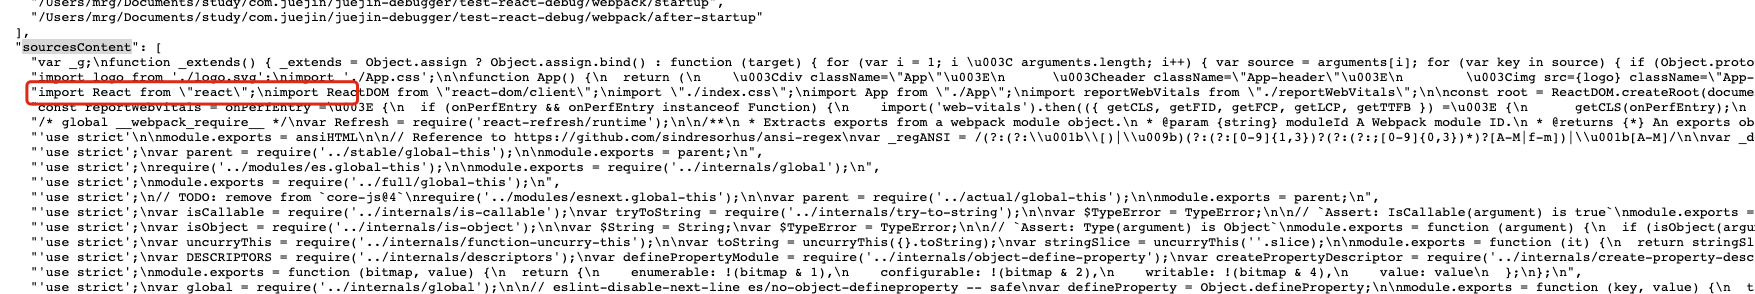 "/Users/mrg/Documents/study/com.juejin/juejin-debugger/test-react-debug/webpack/startup",
"/Users/mrg/Documents/study/com.juejin/juejin-debugger/test-react-debug/webpack/after-startup"
],
"sourcesContent": [
"var _g;\nfunction _extends() { _extends = Object.assign ? Object.assign.bind() : function (target) { for (var i = 1; i \u003C arguments.length; i++) { var source = arguments[i]; for (var key in source) { if (Object.proto
"import logo from './logo.svg';\nimport './App.css';\n\nfunction App() {\n  return (\n    \u003Cdiv className=\"App\"\u003E\n      \u003Cheader className=\"App-header\"\u003E\n        \u003Cimg src={logo} className=\"App-
"import React from \"react\";\nimport ReactDOM from \"react-dom/client\";\nimport \"./index.css\";\nimport App from \"./App\";\nimport reportWebVitals from \"./reportWebVitals\";\n\nconst root = ReactDOM.createRoot(docume
"const reportWebVitals = onPerfEntry =\u003E {\n  if (onPerfEntry && onPerfEntry instanceof Function) {\n    import('web-vitals').then(({ getCLS, getFID, getFCP, getLCP, getTTFB }) =\u003E {\n      getCLS(onPerfEntry);\n
"/* global __webpack_require__ */\nvar Refresh = require('react-refresh/runtime');\n\n/**\n * Extracts exports from a webpack module object.\n * @param {string} moduleId A Webpack module ID.\n * @returns {*} An exports ob
"'use strict'\n\nmodule.exports = ansiHTML\n\n// Reference to https://github.com/sindresorhus/ansi-regex\nvar _regANSI = /(?:(?:\\u001b\\[)|\\u009b)(?:(?:[0-9]{1,3})?(?:(?:;[0-9]{0,3})*)?[A-M|f-m])|\\u001b[A-M]/\n\nvar _d
"'use strict';\nvar parent = require('../stable/global-this');\n\nmodule.exports = parent;\n",
"'use strict';\nrequire('../modules/es.global-this');\n\nmodule.exports = require('../internals/global');\n",
"'use strict';\nmodule.exports = require('../full/global-this');\n",
"'use strict';\n// TODO: remove from `core-js@4`\nrequire('../modules/esnext.global-this');\n\nvar parent = require('../actual/global-this');\n\nmodule.exports = parent;\n",
"'use strict';\nvar isCallable = require('../internals/is-callable');\nvar tryToString = require('../internals/try-to-string');\n\nvar $TypeError = TypeError;\n\n// `Assert: IsCallable(argument) is true`\nmodule.exports =
"'use strict';\nvar isObject = require('../internals/is-object');\n\nvar $String = String;\nvar $TypeError = TypeError;\n\n// `Assert: Type(argument) is Object`\nmodule.exports = function (argument) {\n  if (isObject(argu
"'use strict';\nvar uncurryThis = require('../internals/function-uncurry-this');\n\nvar toString = uncurryThis({}.toString);\nvar stringSlice = uncurryThis(''.slice);\n\nmodule.exports = function (it) {\n  return stringSl
"'use strict';\nvar DESCRIPTORS = require('../internals/descriptors');\nvar definePropertyModule = require('../internals/object-define-property');\nvar createPropertyDescriptor = require('../internals/create-property-desc
"'use strict';\nmodule.exports = function (bitmap, value) {\n  return {\n    enumerable: !(bitmap & 1),\n    configurable: !(bitmap & 2),\n    writable: !(bitmap & 4),\n    value: value\n  };\n};\n",
"'use strict';\nvar global = require('../internals/global');\n\n// eslint-disable-next-line es/no-object-defineproperty -- safe\nvar defineProperty = Object.defineProperty;\n\nmodule.exports = function (key, value) {\n  t